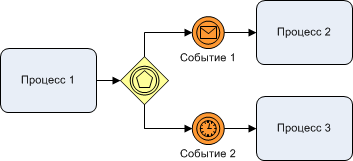 Процесс 1
Событие 1
Процесс 2
Событие 2
Процесс 3